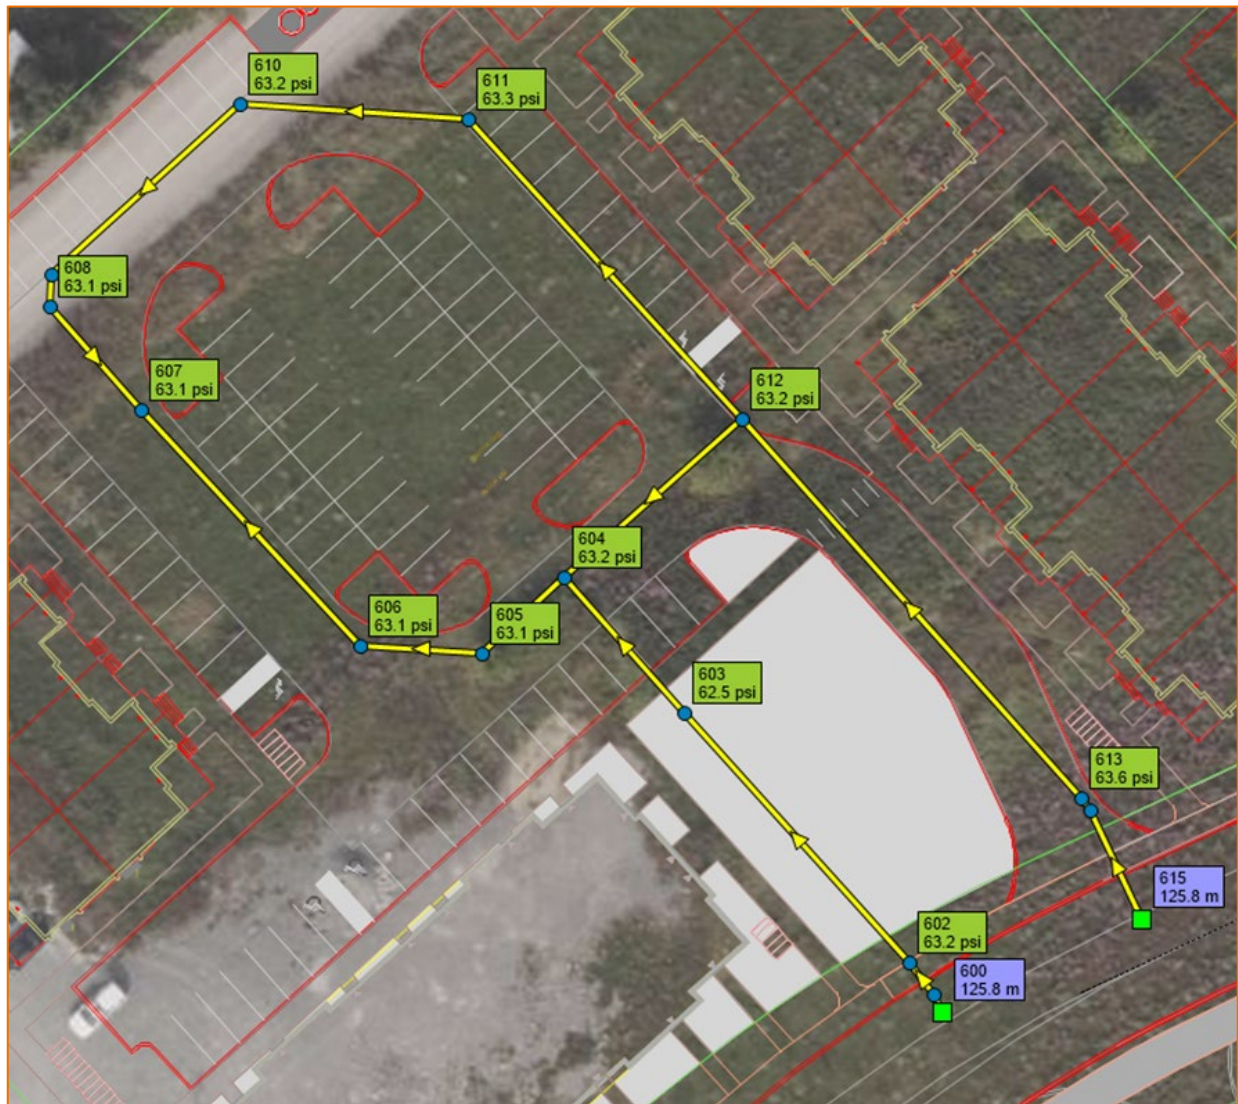 610
63.2 psi
611
63.3 psi
608
63.1 psi
607
63.1 psi
612
63.2 psi
604
63.2 psi
606
63.1 psi
605
63.1 psi
603
62.5 psi
613
63.6 psi
615
125.8 m
602
63.2 psi
600
125.8 m